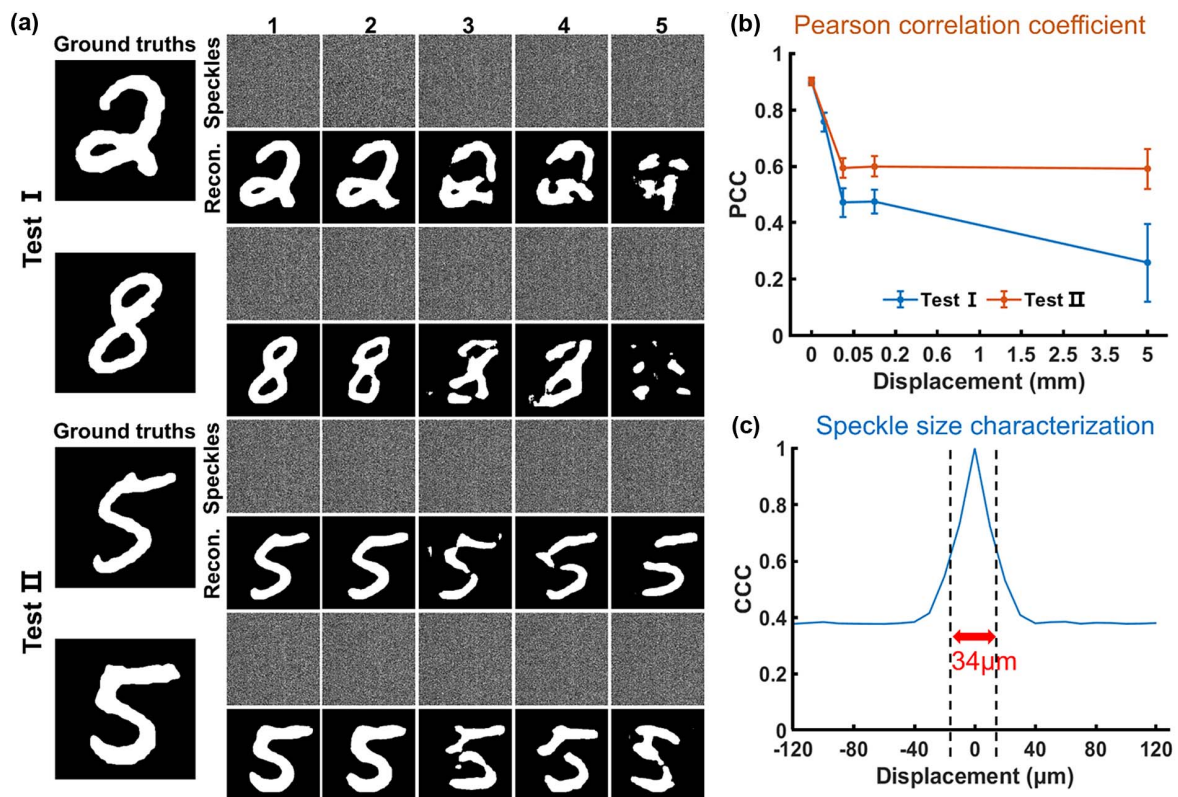 (a)
1 2 3 4 5
Ground truths
Speckles
Recon.
Test I
Ground truths
Speckles
Recon.
Test II
(b) Pearson correlation coefficient
1
0.8
0.6
0.4
0.2
0
PCC
Test I Test II
0 0.05 0.2 0.6 1 1.5 2.5 3.5 5
Displacement (mm)
(c) Speckle size characterization
1
0.8
0.6
0.4
0.2
0
CCC
34μm
-120 -80 -40 0 40 80 120
Displacement (μm)